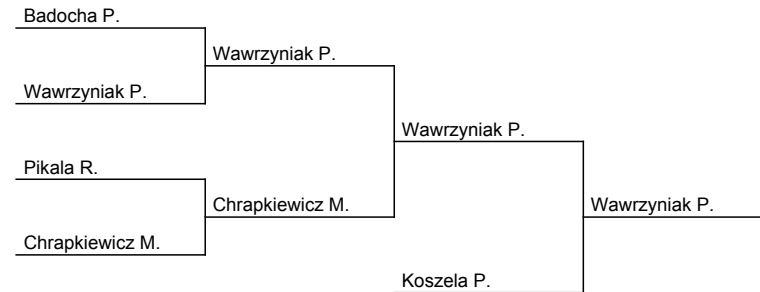 Badocha P.
Wawrzyniak P.
Wawrzyniak P.
Wawrzyniak P.
Pikala R.
Chrapkiewicz M.
Wawrzyniak P.
Chrapkiewicz M.
Koszela P.